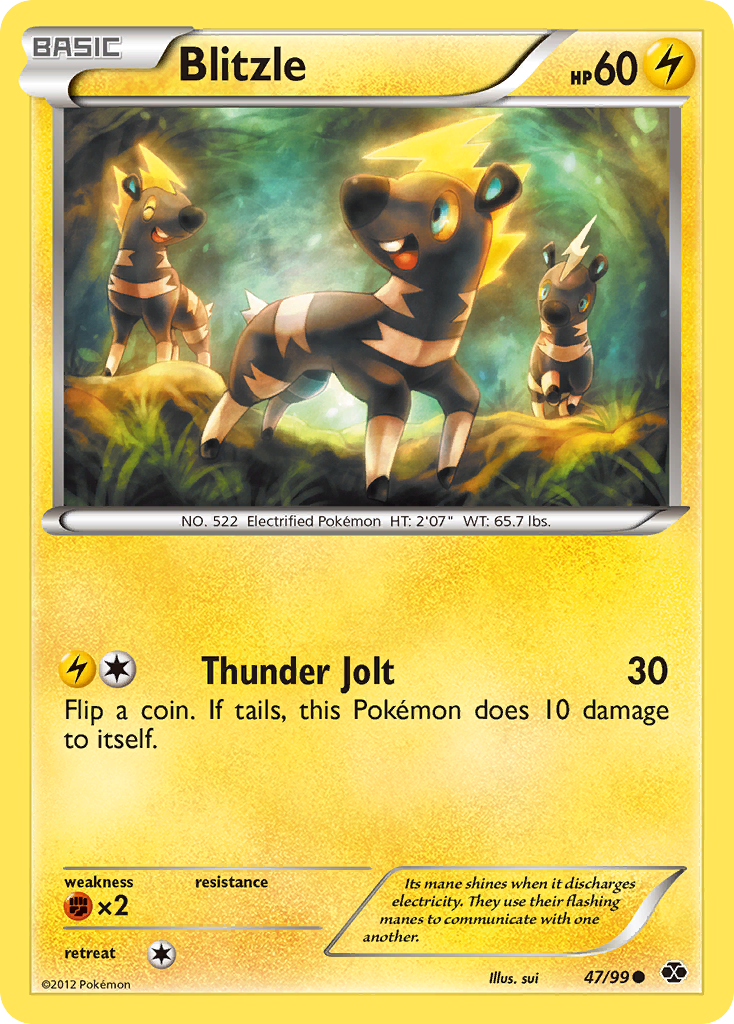 BASIC
Blitzle
HP60
NO. 522 Electrified Pokémon HT: 2'07" WT: 65.7 lbs.
Thunder Jolt 30
Flip a coin. If tails, this Pokémon does 10 damage
to itself.
weakness resistance
×2
retreat
Its mane shines when it discharges
electricity. They use their flashing
manes to communicate with one
another.
©2012 Pokémon
Illus. sui
47/99